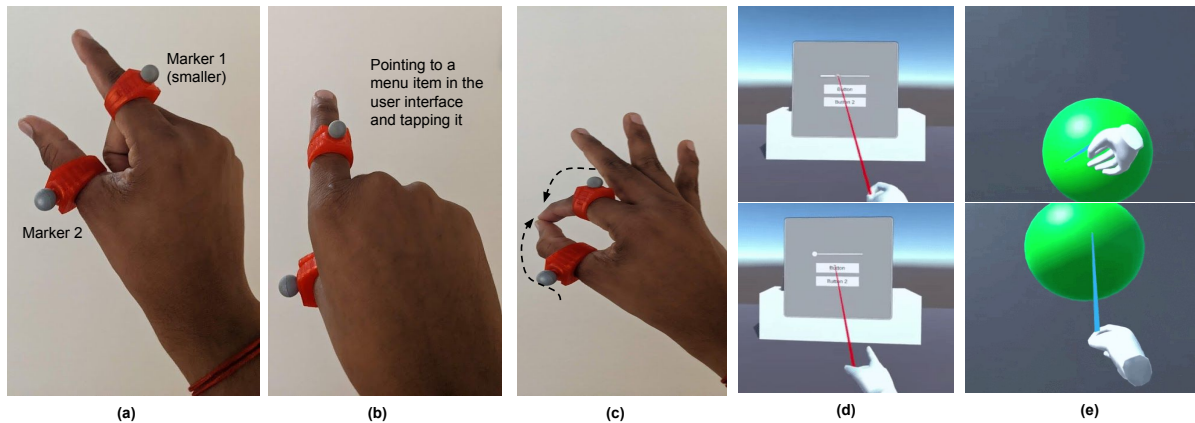 Marker 1
(smaller)
Marker 2
Pointing to a
menu item in the
user interface
and tapping it
Button
Button 2
Button
Button 2
(a)
(b)
(c)
(d)
(e)